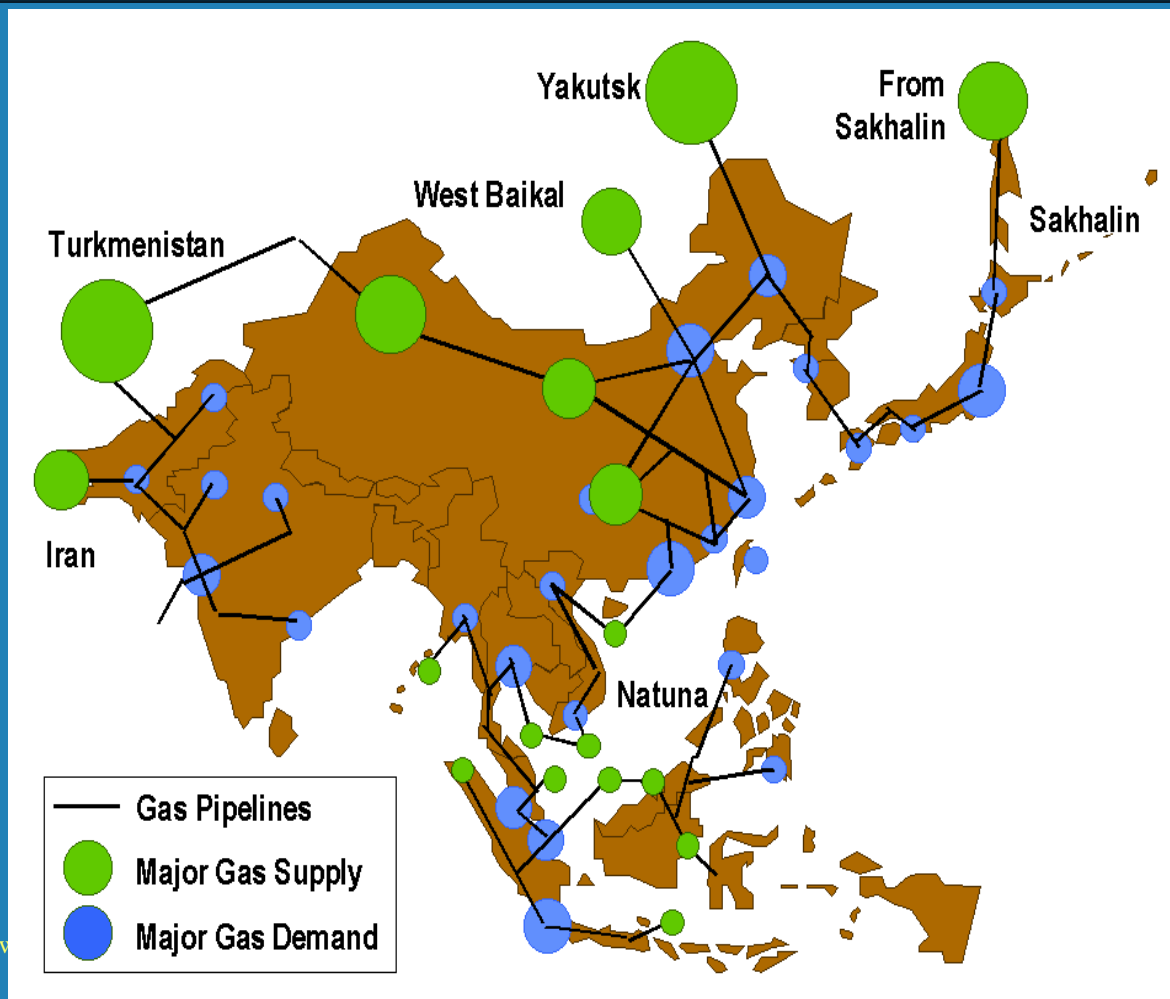 Yakutsk
From
Sakhalin
West Baikal
Sakhalin
Turkmenistan
Iran
Natuna
Gas Pipelines
Major Gas Supply
Major Gas Demand